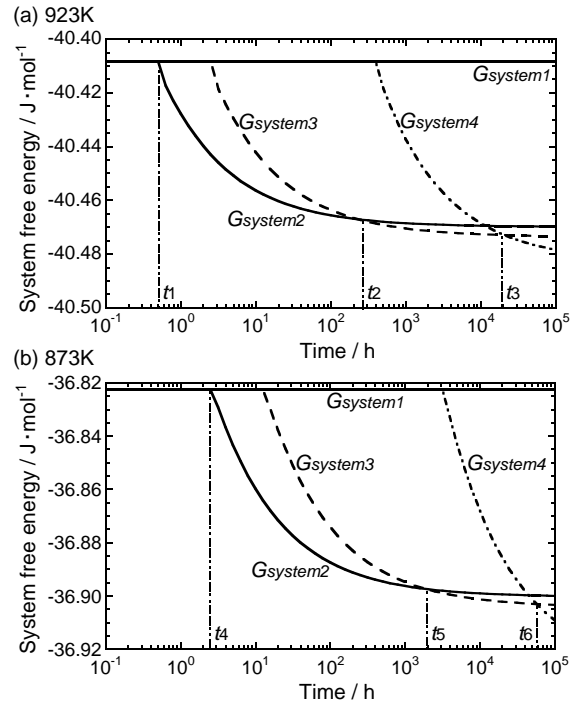 (a) 923K
System free energy / J·mol⁻¹
-40.40
-40.42
-40.44
-40.46
-40.48
-40.50
Gsystem1
Gsystem3
Gsystem4
Gsystem2
t1
t2
t3
10⁻¹ 10⁰ 10¹ 10² 10³ 10⁴ 10⁵
Time / h
(b) 873K
System free energy / J·mol⁻¹
-36.82
-36.84
-36.86
-36.88
-36.90
-36.92
Gsystem1
Gsystem3
Gsystem4
Gsystem2
t4
t5
t6
10⁻¹ 10⁰ 10¹ 10² 10³ 10⁴ 10⁵
Time / h